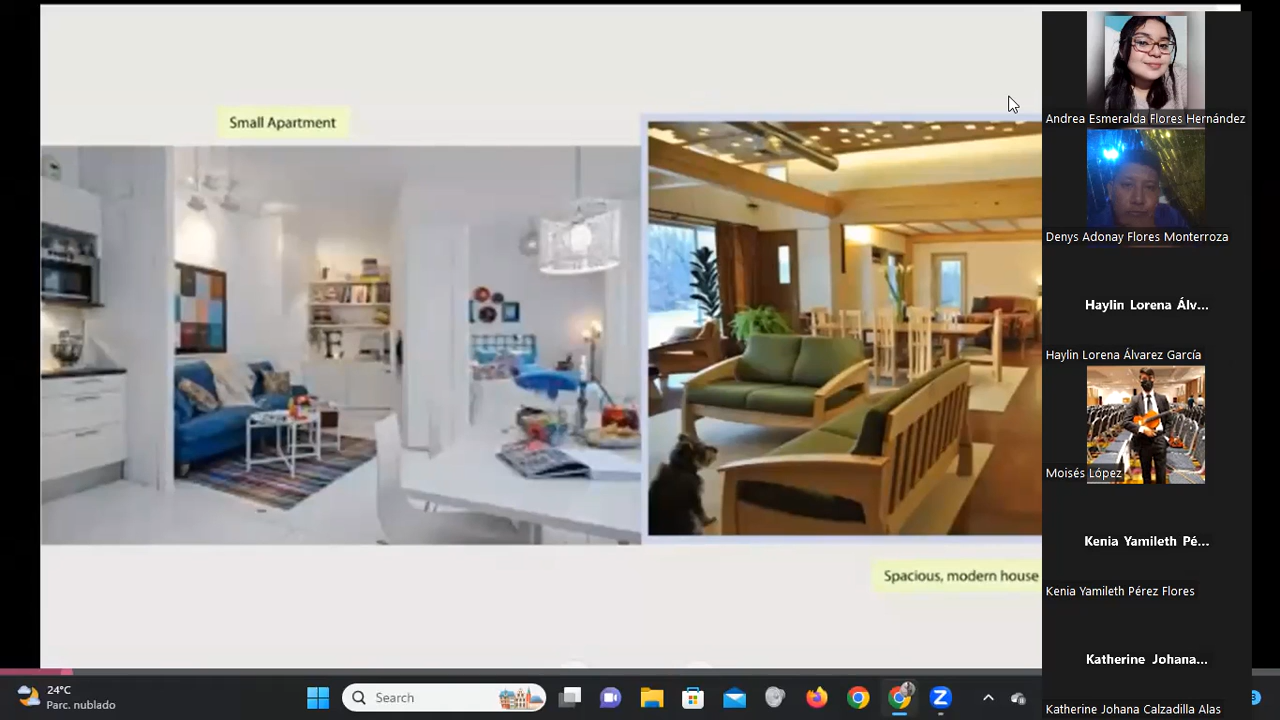 Small Apartment
Spacious, modern house
Andrea Esmeralda Flores Hernández
Denys Adonay Flores Monterroza
Haylin Lorena Álv...
Haylin Lorena Álvarez García
Moisés López
Kenia Yamileth Pé...
Kenia Yamileth Pérez Flores
Katherine Johana...
Katherine Johana Calzadilla Alas
24°C
Parc. nublado
Search